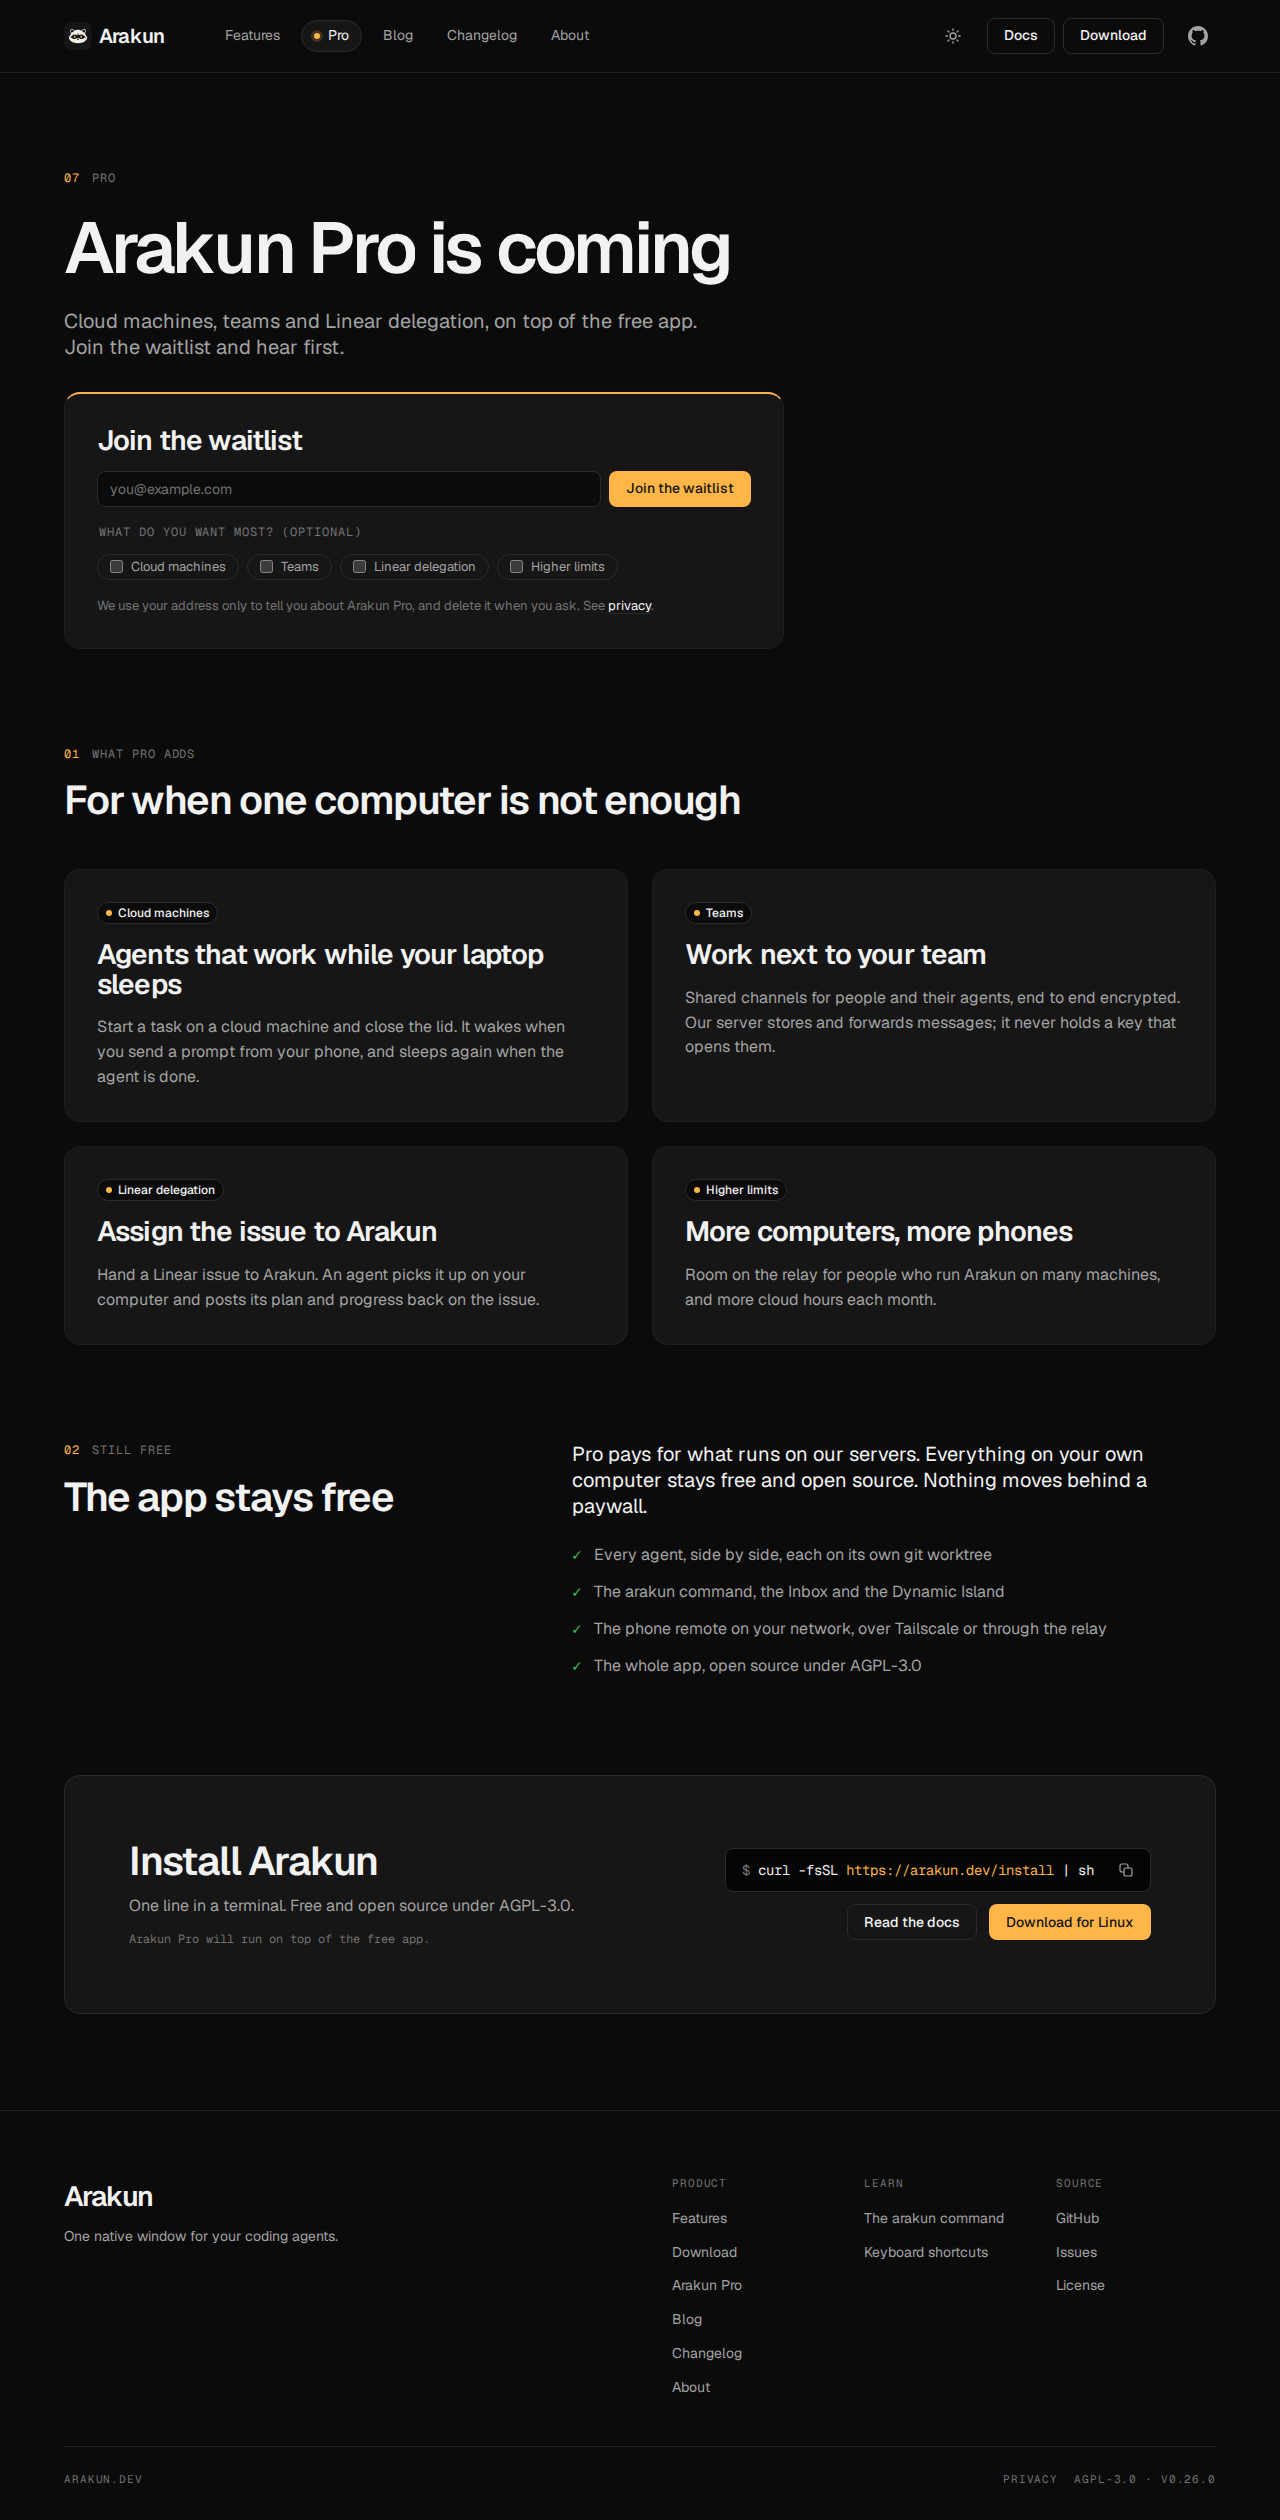 Arakun
Features
Pro
Blog
Changelog
About
Docs
Download
07 PRO
Arakun Pro is coming
Cloud machines, teams and Linear delegation, on top of the free app.
Join the waitlist and hear first.
Join the waitlist
you@example.com
Join the waitlist
WHAT DO YOU WANT MOST? (OPTIONAL)
Cloud machines
Teams
Linear delegation
Higher limits
We use your address only to tell you about Arakun Pro, and delete it when you ask. See privacy.
01 WHAT PRO ADDS
For when one computer is not enough
Cloud machines
Agents that work while your laptop
sleeps
Start a task on a cloud machine and close the lid. It wakes when
you send a prompt from your phone, and sleeps again when the
agent is done.
Teams
Work next to your team
Shared channels for people and their agents, end to end encrypted.
Our server stores and forwards messages; it never holds a key that
opens them.
Linear delegation
Assign the issue to Arakun
Hand a Linear issue to Arakun. An agent picks it up on your
computer and posts its plan and progress back on the issue.
Higher limits
More computers, more phones
Room on the relay for people who run Arakun on many machines,
and more cloud hours each month.
02 STILL FREE
The app stays free
Pro pays for what runs on our servers. Everything on your own
computer stays free and open source. Nothing moves behind a
paywall.
✓ Every agent, side by side, each on its own git worktree
✓ The arakun command, the Inbox and the Dynamic Island
✓ The phone remote on your network, over Tailscale or through the relay
✓ The whole app, open source under AGPL-3.0
Install Arakun
One line in a terminal. Free and open source under AGPL-3.0.
Arakun Pro will run on top of the free app.
$ curl -fsSL https://arakun.dev/install | sh
Read the docs
Download for Linux
Arakun
One native window for your coding agents.
PRODUCT
Features
Download
Arakun Pro
Blog
Changelog
About
LEARN
The arakun command
Keyboard shortcuts
SOURCE
GitHub
Issues
License
ARAKUN.DEV
PRIVACY AGPL-3.0 · V0.26.0